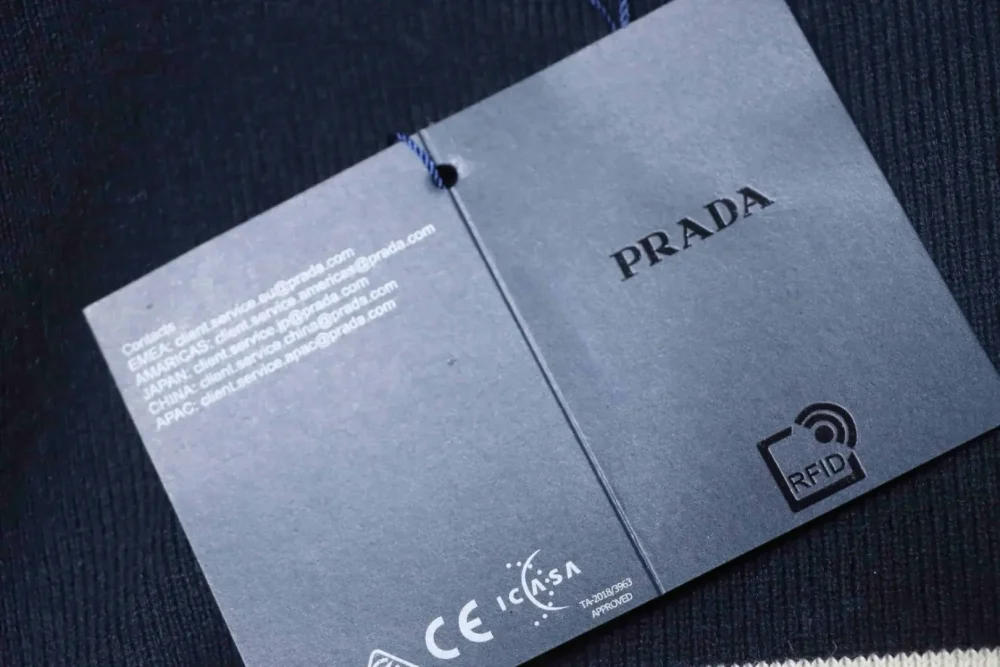 Contacts
EMEA: client.service.eu@prada.com
AMARICAS: client.service.americas@prada.com
JAPAN: client.service.jp@prada.com
CHINA: client.service.china@prada.com
APAC: client.service.apac@prada.com
CE
ICASA
TA-2018/3963
APPROVED
PRADA
RFID